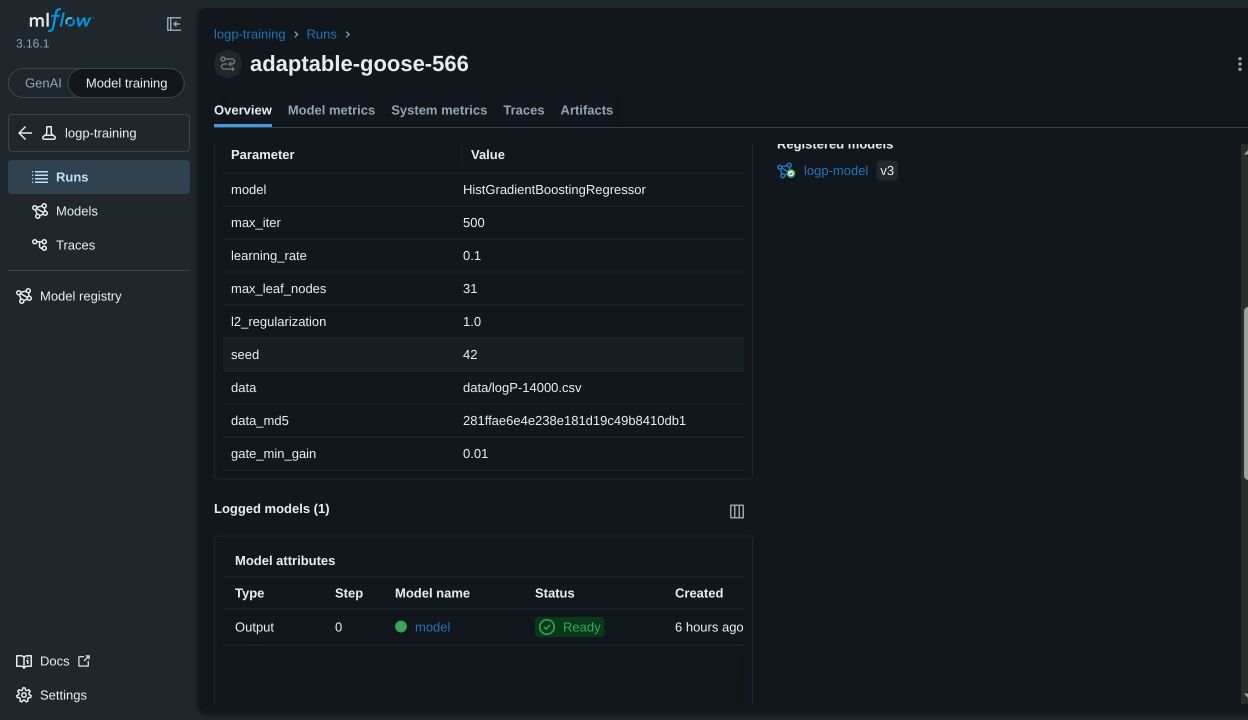 mlflow
3.16.1
GenAI Model training
logp-training
Runs
Models
Traces
Model registry
Docs
Settings
logp-training > Runs >
adaptable-goose-566
Overview Model metrics System metrics Traces Artifacts
Parameter Value
model HistGradientBoostingRegressor
max_iter 500
learning_rate 0.1
max_leaf_nodes 31
l2_regularization 1.0
seed 42
data data/logP-14000.csv
data_md5 281ffae6e4e238e181d19c49b8410db1
gate_min_gain 0.01
Logged models (1)
Model attributes
Type Step Model name Status Created
Output 0 model Ready 6 hours ago
Registered models
logp-model v3